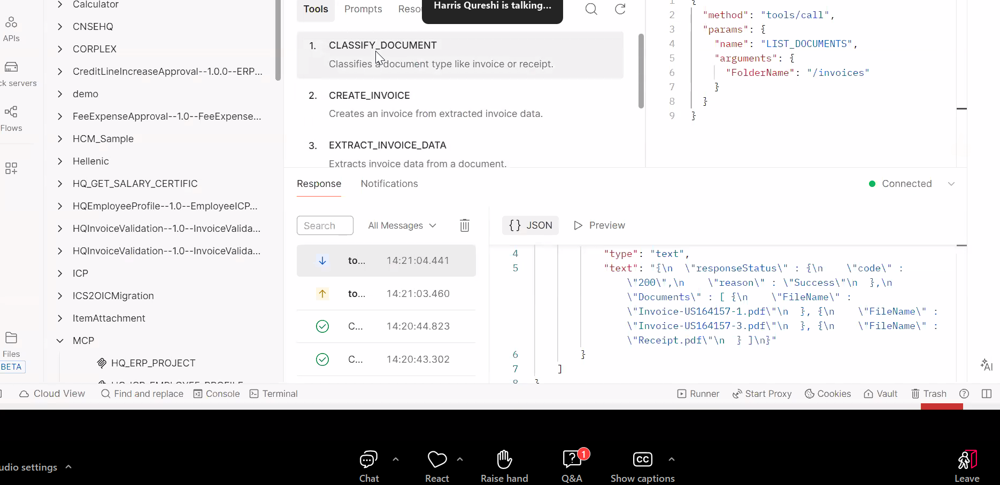 Calculator
CNSEHQ
APIs
CORPLEX
CreditLineIncreaseApproval--1.0.0--ERP...
ck servers
demo
FeeExpenseApproval--1.0--FeeExpense...
Flows
HCM_Sample
Hellenic
HQ_GET_SALARY_CERTIFIC
HQEmployeeProfile--1.0--EmployeeICP...
HQInvoiceValidation--1.0--InvoiceValida...
HQInvoiceValidation--1.0--InvoiceValida...
ICP
ICS2OICMigration
ItemAttachment
MCP
Files
BETA
HQ_ERP_PROJECT
Tools Prompts Resou
Harris Qureshi is talking...
1. CLASSIFY_DOCUMENT
Classifies a document type like invoice or receipt.
2. CREATE_INVOICE
Creates an invoice from extracted invoice data.
3. EXTRACT_INVOICE_DATA
Extracts invoice data from a document.
1 {
2 "method": "tools/call",
3 "params": {
4 "name": "LIST_DOCUMENTS",
5 "arguments": {
6 "FolderName": "/invoices"
7 }
8 }
9 }
Response Notifications
Connected
Search All Messages
{} JSON Preview
to... 14:21:04.441
to... 14:21:03.460
C... 14:20:44.823
C... 14:20:43.302
4 "type": "text",
5 "text": "{\n  \"responseStatus\" : {\n    \"code\" :
\"200\",\n    \"reason\" : \"Success\"\n  },\n
\"Documents\" : [ {\n    \"FileName\" :
\"Invoice-US164157-1.pdf\"\n  }, {\n    \"FileName\" :
\"Invoice-US164157-3.pdf\"\n  }, {\n    \"FileName\" :
\"Receipt.pdf\"\n  } ]\n}"
6 }
7 ]
8 }
AI
Cloud View Find and replace Console Terminal Runner Start Proxy Cookies Vault Trash
udio settings
Chat
React
Raise hand
1
Q&A
CC
Show captions
Leave